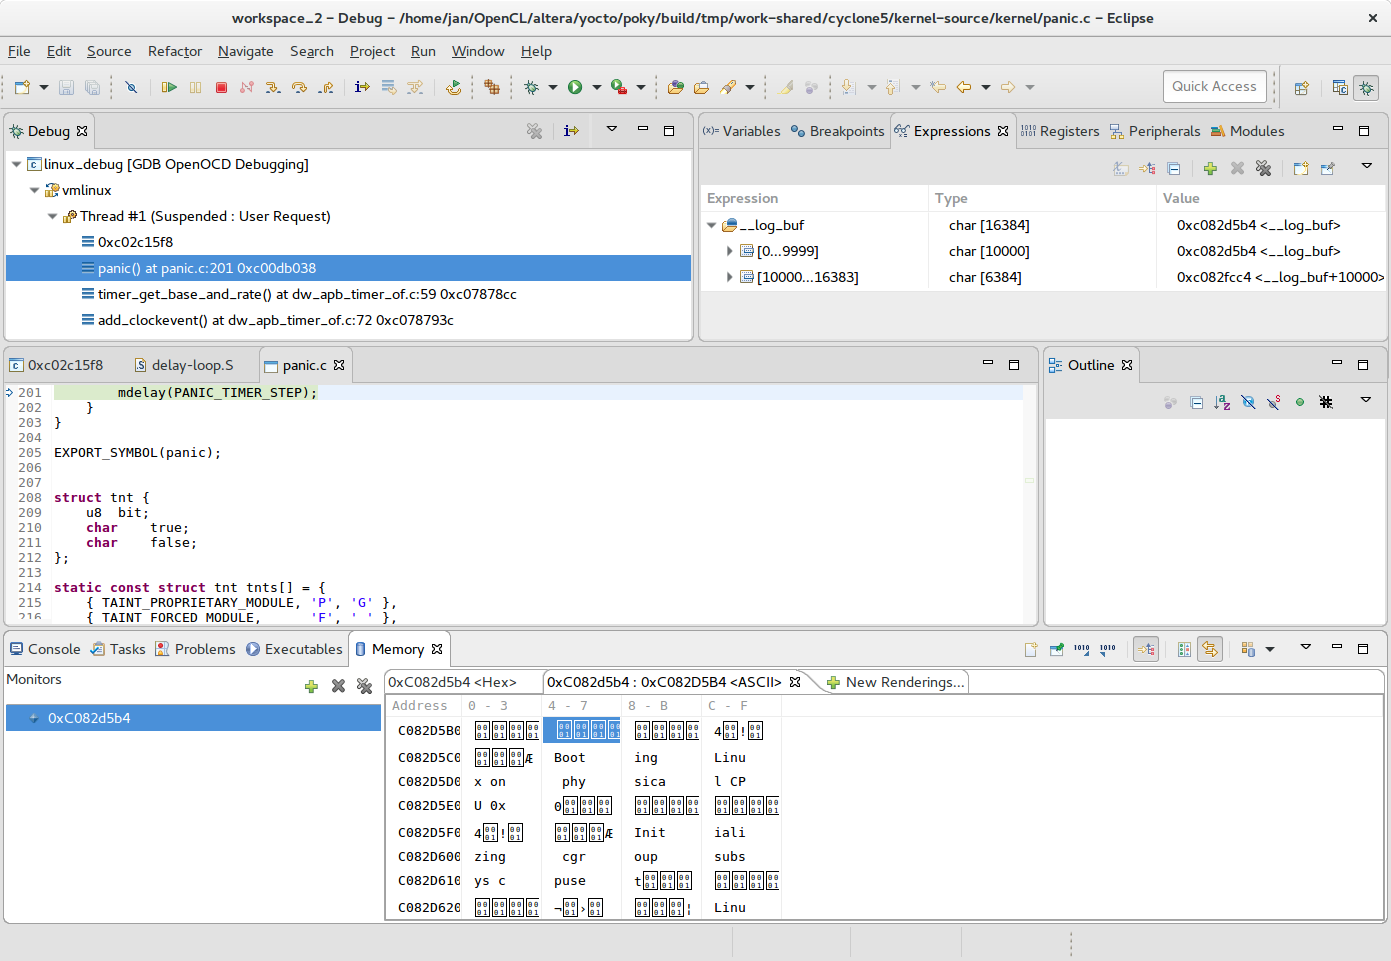 workspace_2 – Debug – /home/jan/OpenCL/altera/yocto/poky/build/tmp/work-shared/cyclone5/kernel-source/kernel/panic.c – Eclipse
File Edit Source Refactor Navigate Search Project Run Window Help
Quick Access
Debug
linux_debug [GDB OpenOCD Debugging]
vmlinux
Thread #1 (Suspended : User Request)
0xc02c15f8
panic() at panic.c:201 0xc00db038
timer_get_base_and_rate() at dw_apb_timer_of.c:59 0xc07878cc
add_clockevent() at dw_apb_timer_of.c:72 0xc078793c
(x)= Variables Breakpoints Expressions Registers Peripherals Modules
Expression Type Value
__log_buf char [16384] 0xc082d5b4 <__log_buf>
[0...9999] char [10000] 0xc082d5b4 <__log_buf>
[10000...16383] char [6384] 0xc082fcc4 <__log_buf+10000>
0xc02c15f8 delay-loop.S panic.c
201 mdelay(PANIC_TIMER_STEP);
202 }
203 }
204
205 EXPORT_SYMBOL(panic);
206
207
208 struct tnt {
209 u8 bit;
210 char true;
211 char false;
212 };
213
214 static const struct tnt tnts[] = {
215 { TAINT_PROPRIETARY_MODULE, 'P', 'G' },
216 { TAINT_FORCED_MODULE, 'F', ' ' },
Outline
Console Tasks Problems Executables Memory
Monitors
0xC082d5b4
0xC082d5b4 <Hex> 0xC082d5b4 : 0xC082D5B4 <ASCII> New Renderings...
Address 0 - 3 4 - 7 8 - B C - F
C082D5B0 4 !
C082D5C0 Æ Boot ing Linu
C082D5D0 x on phy sica l CP
C082D5E0 U 0x 0
C082D5F0 4 ! Æ Init iali
C082D600 zing cgr oup subs
C082D610 ys c puse t
C082D620 ¬ › ¦ Linu